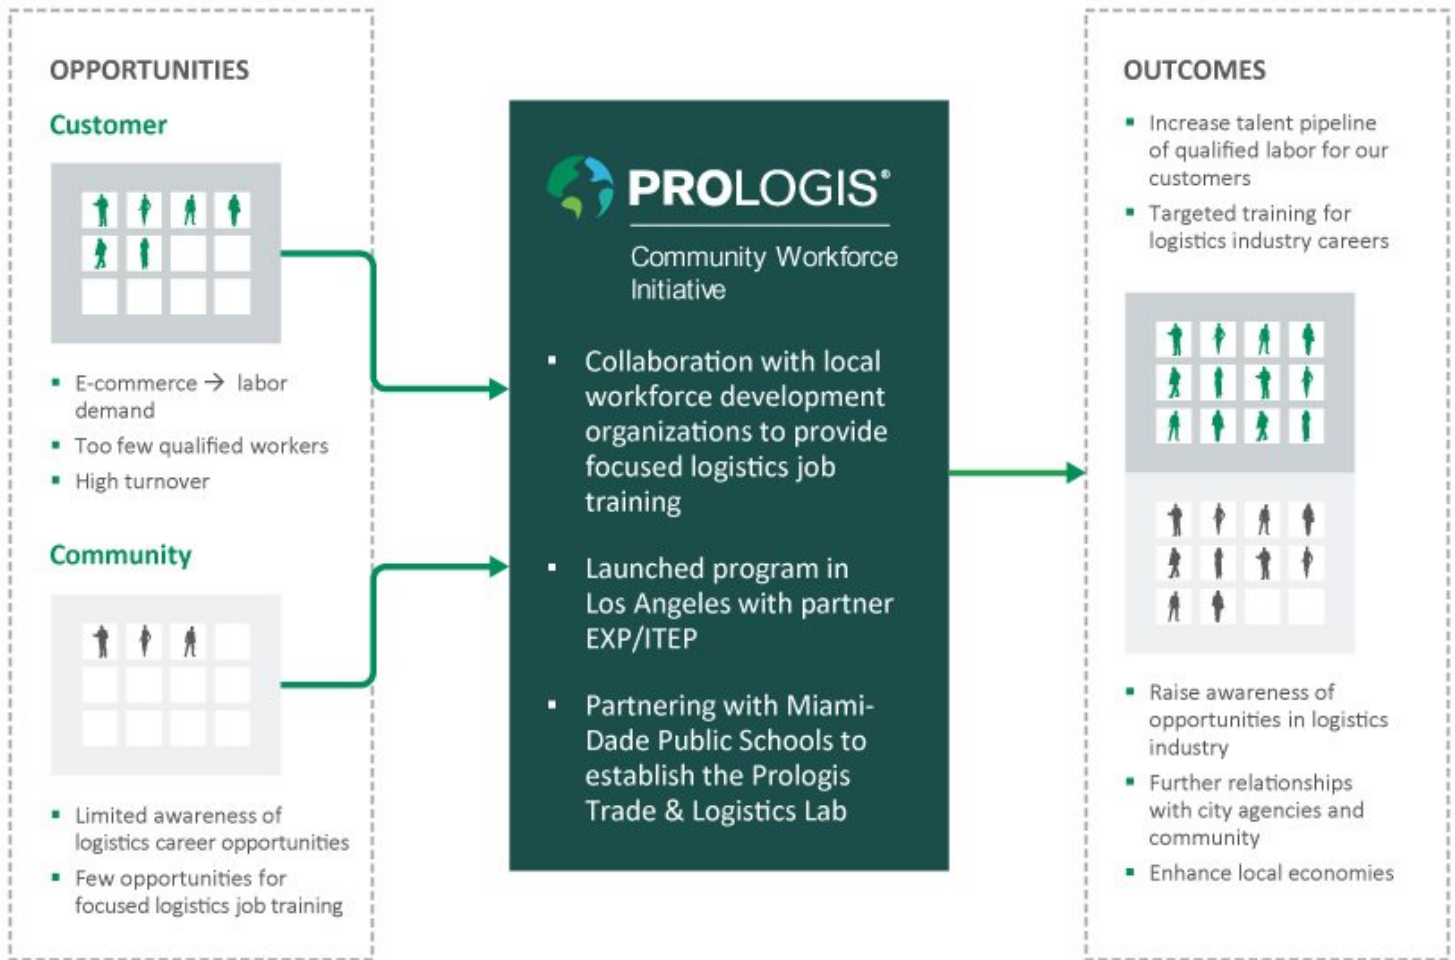 OPPORTUNITIES
Customer
▪ E-commerce → labor
demand
▪ Too few qualified workers
▪ High turnover
Community
▪ Limited awareness of
logistics career opportunities
▪ Few opportunities for
focused logistics job training
PROLOGIS®
Community Workforce
Initiative
▪ Collaboration with local
workforce development
organizations to provide
focused logistics job
training
▪ Launched program in
Los Angeles with partner
EXP/ITEP
▪ Partnering with Miami-
Dade Public Schools to
establish the Prologis
Trade & Logistics Lab
OUTCOMES
▪ Increase talent pipeline
of qualified labor for our
customers
▪ Targeted training for
logistics industry careers
▪ Raise awareness of
opportunities in logistics
industry
▪ Further relationships
with city agencies and
community
▪ Enhance local economies